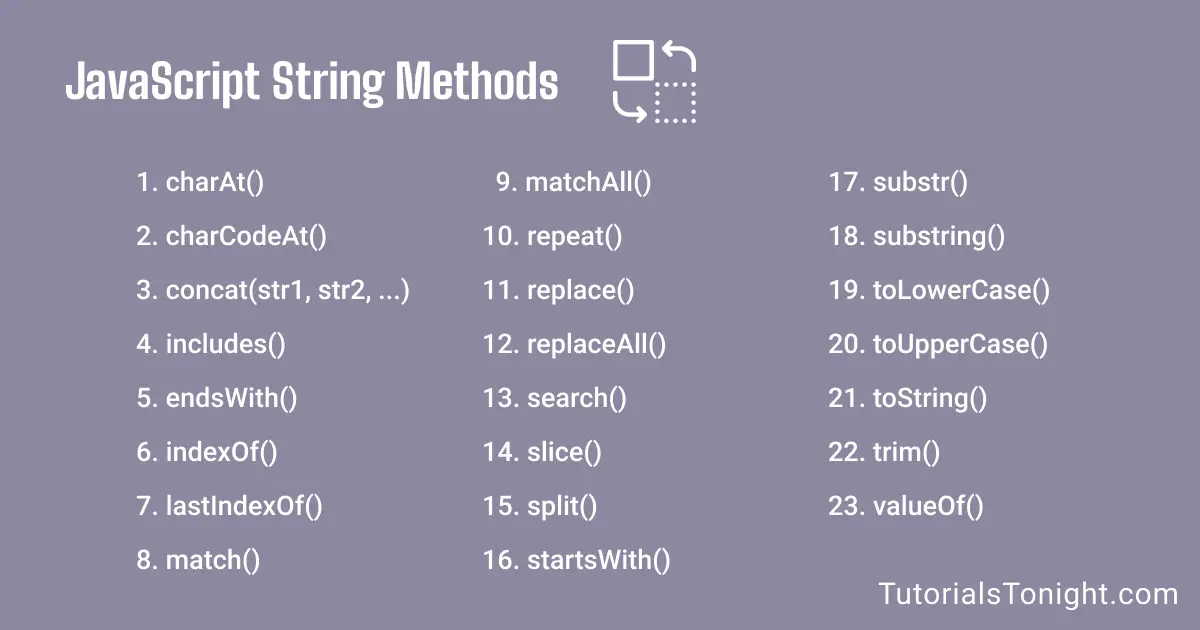 JavaScript String Methods
1. charAt()
2. charCodeAt()
3. concat(str1, str2, ...)
4. includes()
5. endsWith()
6. indexOf()
7. lastIndexOf()
8. match()
9. matchAll()
10. repeat()
11. replace()
12. replaceAll()
13. search()
14. slice()
15. split()
16. startsWith()
17. substr()
18. substring()
19. toLowerCase()
20. toUpperCase()
21. toString()
22. trim()
23. valueOf()
TutorialsTonight.com